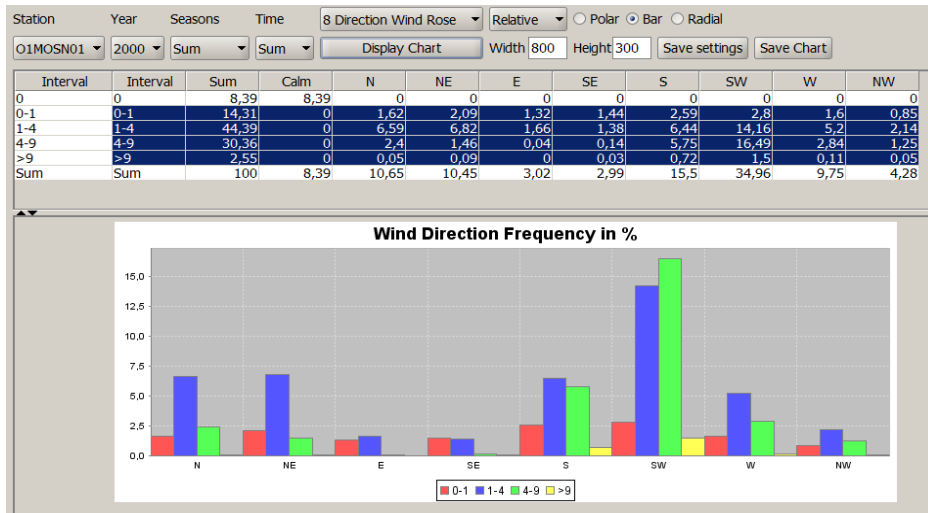 Station Year Seasons Time 8 Direction Wind Rose Relative Polar Bar Radial
O1MOSN01 2000 Sum Sum Display Chart Width 800 Height 300 Save settings Save Chart
Interval Interval Sum Calm N NE E SE S SW W NW
0 0 8,39 8,39 0 0 0 0 0 0 0 0
0-1 0-1 14,31 0 1,62 2,09 1,32 1,44 2,59 2,8 1,6 0,85
1-4 1-4 44,39 0 6,59 6,82 1,66 1,38 6,44 14,16 5,2 2,14
4-9 4-9 30,36 0 2,4 1,46 0,04 0,14 5,75 16,49 2,84 1,25
>9 >9 2,55 0 0,05 0,09 0 0,03 0,72 1,5 0,11 0,05
Sum Sum 100 8,39 10,65 10,45 3,02 2,99 15,5 34,96 9,75 4,28
Wind Direction Frequency in %
15,0
12,5
10,0
7,5
5,0
2,5
0,0
N NE E SE S SW W NW
0-1 1-4 4-9 >9